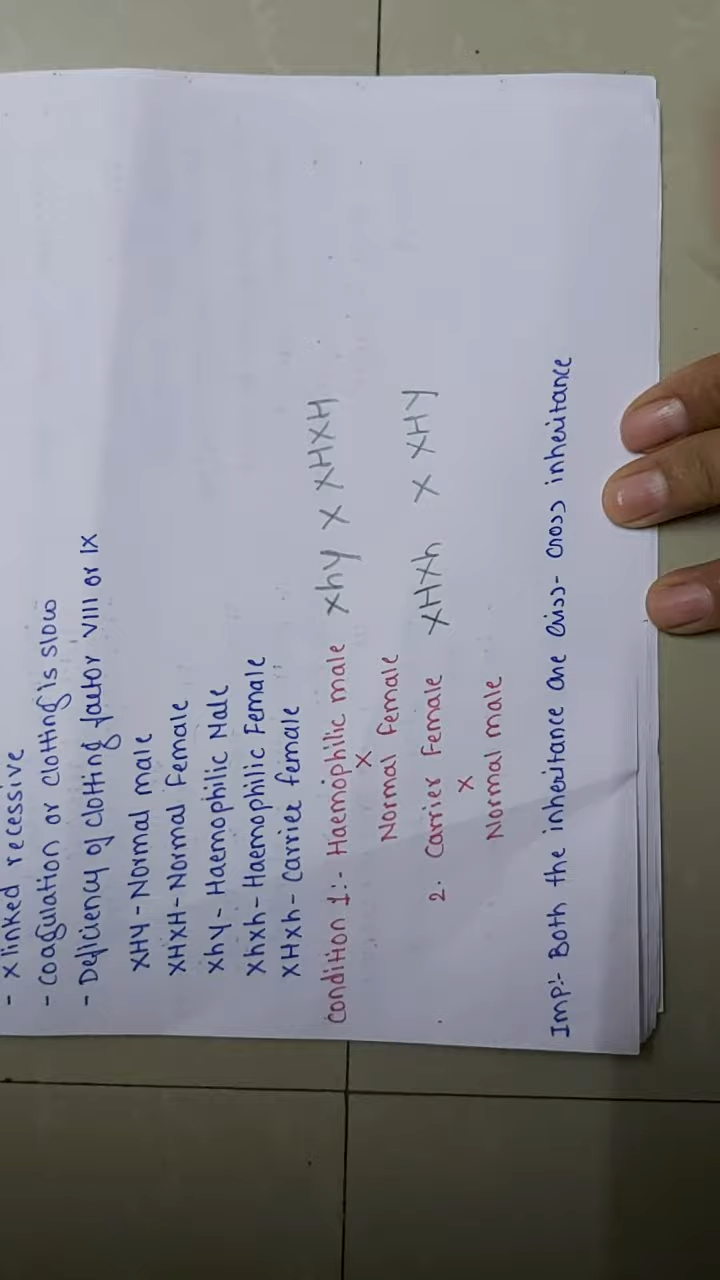 - X linked recessive
- Coagulation or clotting is slow
- Deficiency of clotting factor VIII or IX
XHY - Normal male
XHXH - Normal Female
Xhy - Haemophilic Male
Xhxh - Haemophilic Female
XHXh - Carrier female
Condition 1:- Haemophilic male Xhy X XHXH
X
Normal Female
2. Carrier Female XHXh X XHY
X
Normal male
Imp:- Both the inheritance are Criss- Cross inheritance